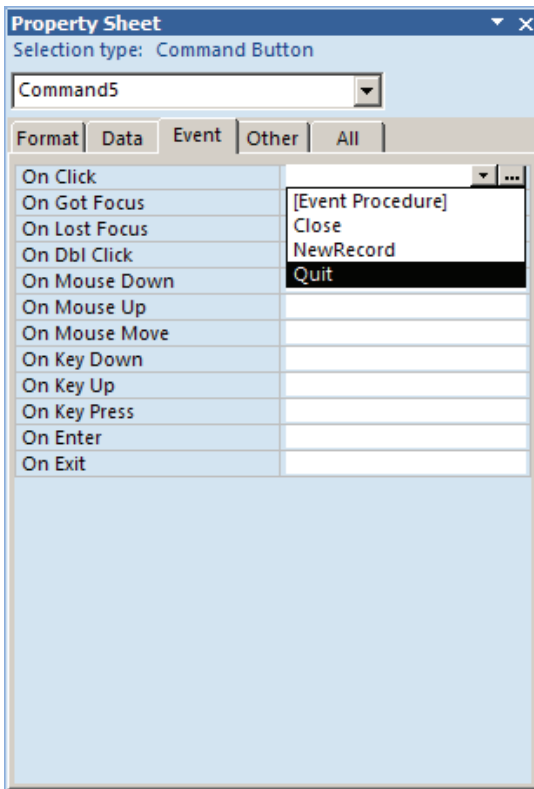 Property Sheet
Selection type: Command Button
Command5
Format Data Event Other All
On Click ...
On Got Focus [Event Procedure]
On Lost Focus Close
On Dbl Click NewRecord
On Mouse Down Quit
On Mouse Up
On Mouse Move
On Key Down
On Key Up
On Key Press
On Enter
On Exit